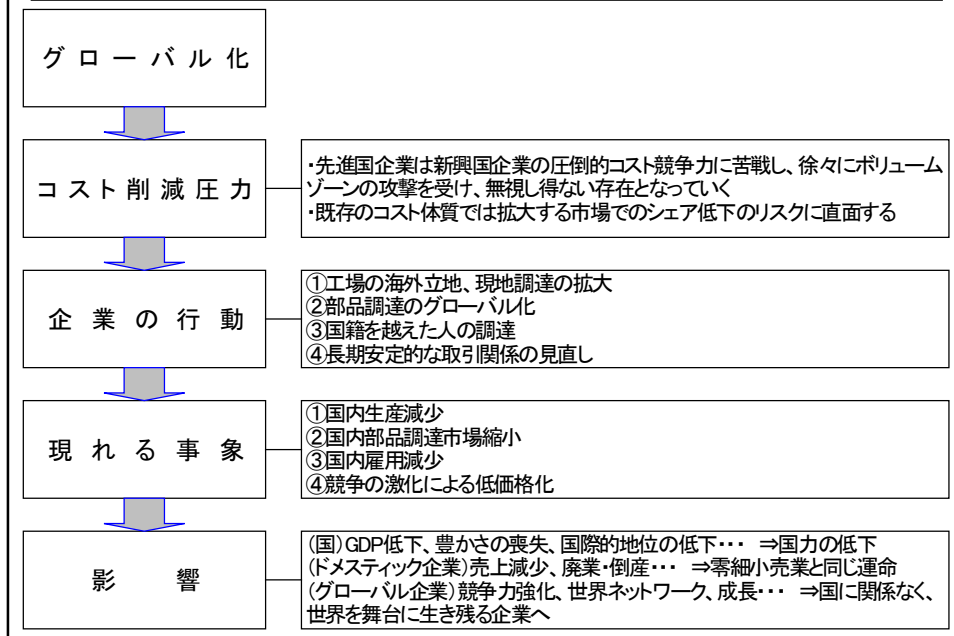 グローバル化
コスト削減圧力
・先進国企業は新興国企業の圧倒的コスト競争力に苦戦し、徐々にボリューム
ゾーンの攻撃を受け、無視し得ない存在となっていく
・既存のコスト体質では拡大する市場でのシェア低下のリスクに直面する
企業の行動
①工場の海外立地、現地調達の拡大
②部品調達のグローバル化
③国籍を越えた人の調達
④長期安定的な取引関係の見直し
現れる事象
①国内生産減少
②国内部品調達市場縮小
③国内雇用減少
④競争の激化による低価格化
影響
(国)GDP低下、豊かさの喪失、国際的地位の低下・・・ ⇒国力の低下
(ドメスティック企業)売上減少、廃業・倒産・・・ ⇒零細小売業と同じ運命
(グローバル企業)競争力強化、世界ネットワーク、成長・・・ ⇒国に関係なく、
世界を舞台に生き残る企業へ